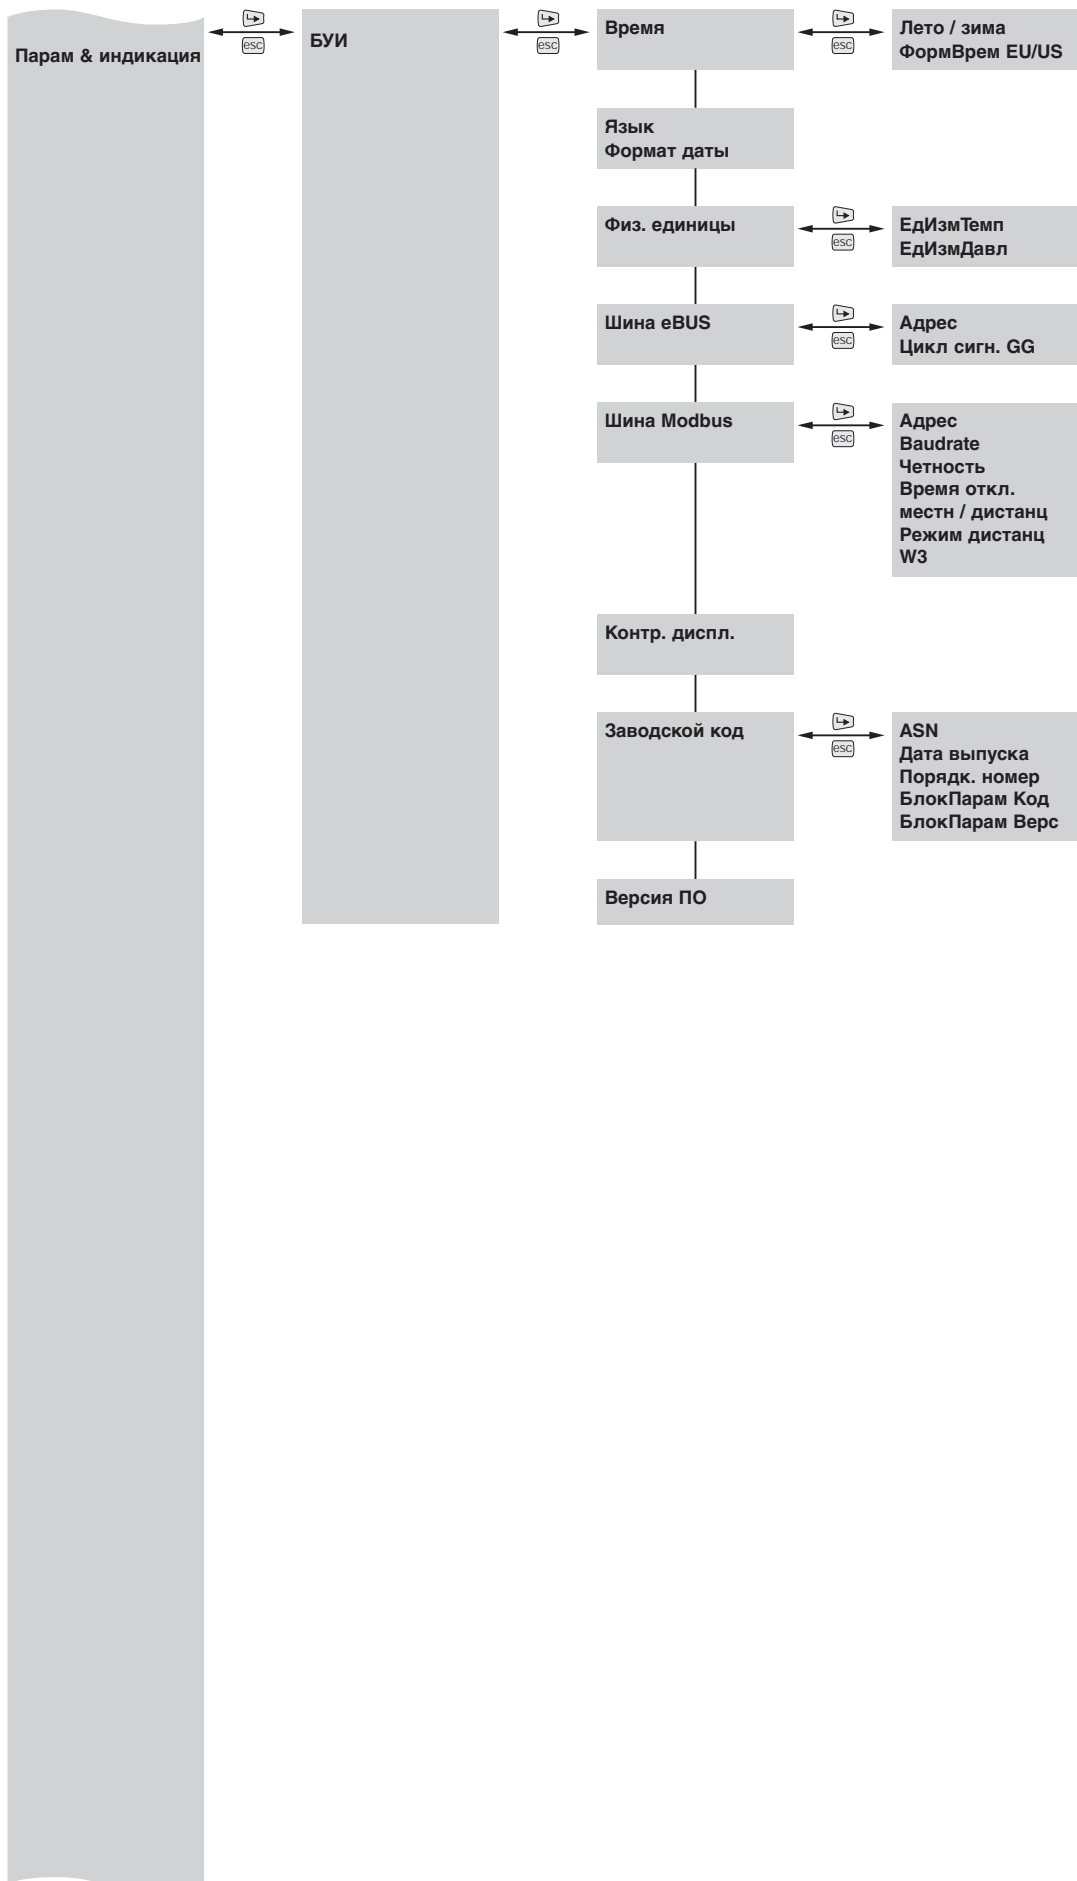 Парам & индикация
esc
БУИ
esc
Время
esc
Лето / зима
ФормВрем EU/US
Язык
Формат даты
Физ. единицы
esc
ЕдИзмТемп
ЕдИзмДавл
Шина eBUS
esc
Адрес
Цикл сигн. GG
Шина Modbus
esc
Адрес
Baudrate
Четность
Время откл.
местн / дистанц
Режим дистанц
W3
Контр. диспл.
Заводской код
esc
ASN
Дата выпуска
Порядк. номер
БлокПарам Код
БлокПарам Верс
Версия ПО